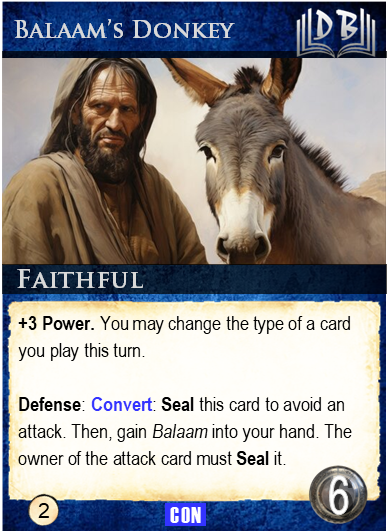 BALAAM'S DONKEY
DB
FAITHFUL
+3 Power. You may change the type of a card
you play this turn.
Defense: Convert: Seal this card to avoid an
attack. Then, gain Balaam into your hand. The
owner of the attack card must Seal it.
2
CON
6